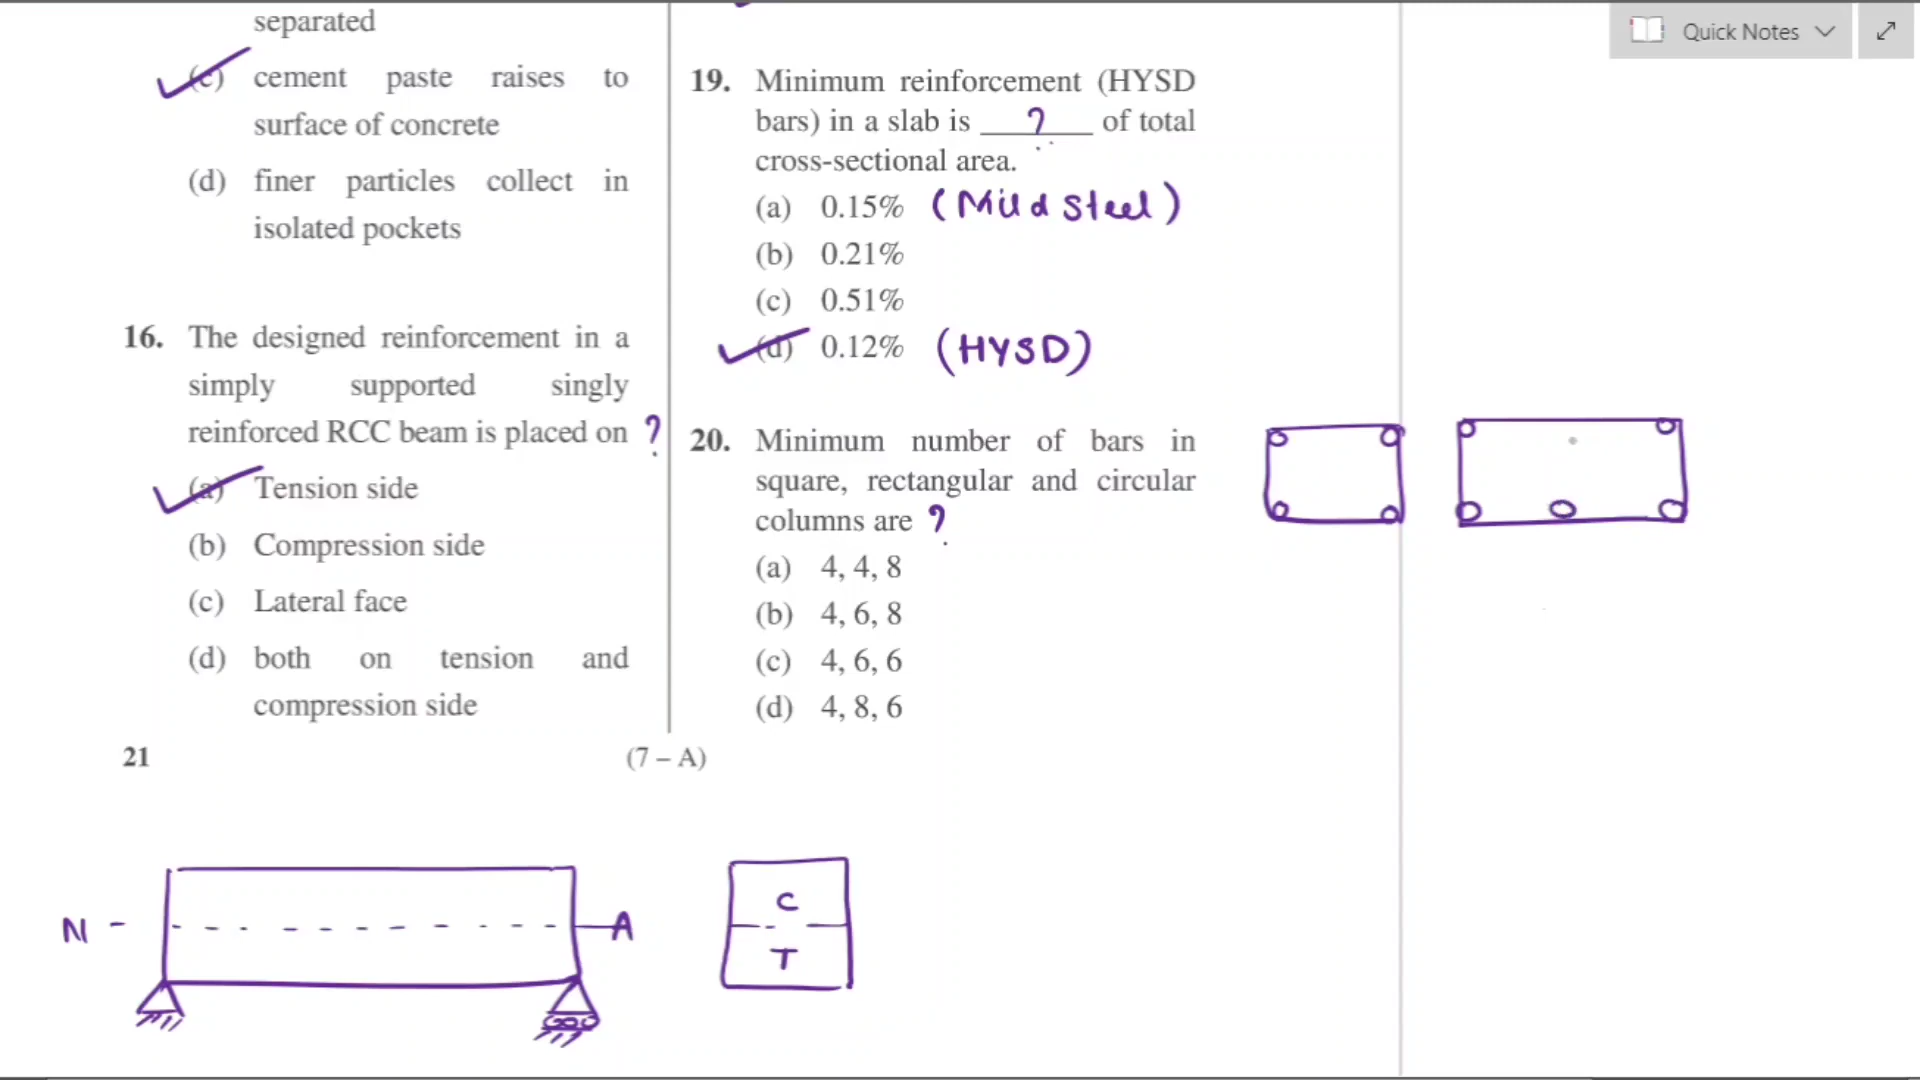 separated
(c) cement paste raises to
surface of concrete
(d) finer particles collect in
isolated pockets
16. The designed reinforcement in a
simply supported singly
reinforced RCC beam is placed on ?
(a) Tension side
(b) Compression side
(c) Lateral face
(d) both on tension and
compression side
21
(7 – A)
19. Minimum reinforcement (HYSD
bars) in a slab is ___?___ of total
cross-sectional area.
(a) 0.15% (Mild Steel)
(b) 0.21%
(c) 0.51%
(d) 0.12% (HYSD)
20. Minimum number of bars in
square, rectangular and circular
columns are ?
(a) 4, 4, 8
(b) 4, 6, 8
(c) 4, 6, 6
(d) 4, 8, 6
Quick Notes
N A
C
T